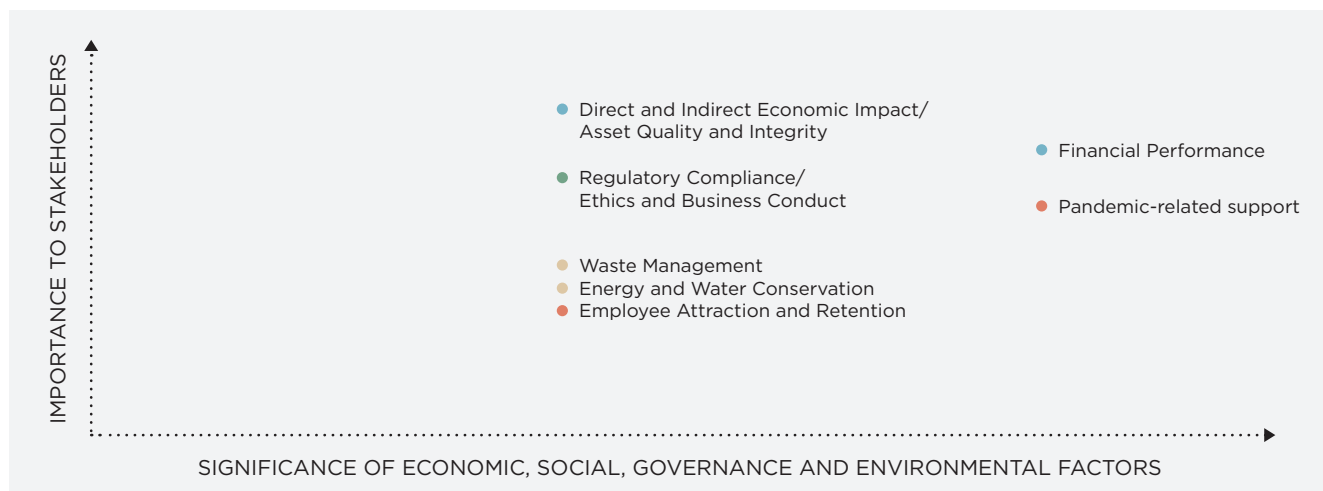 IMPORTANCE TO STAKEHOLDERS
Direct and Indirect Economic Impact/
Asset Quality and Integrity
Financial Performance
Regulatory Compliance/
Ethics and Business Conduct
Pandemic-related support
Waste Management
Energy and Water Conservation
Employee Attraction and Retention
SIGNIFICANCE OF ECONOMIC, SOCIAL, GOVERNANCE AND ENVIRONMENTAL FACTORS